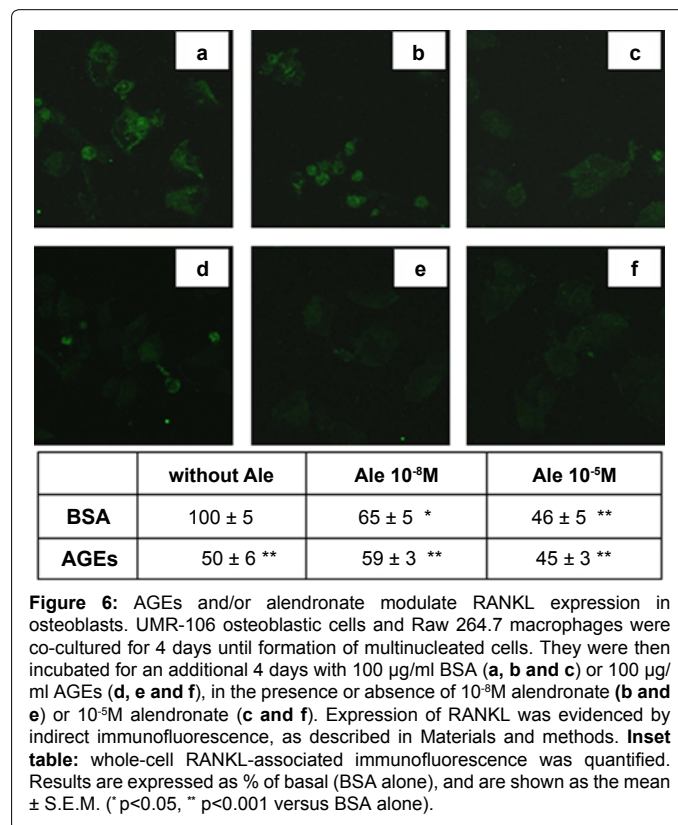 a
b
c
d
e
f
without Ale Ale 10⁻⁸M Ale 10⁻⁵M
BSA 100 ± 5 65 ± 5 * 46 ± 5 **
AGEs 50 ± 6 ** 59 ± 3 ** 45 ± 3 **
Figure 6: AGEs and/or alendronate modulate RANKL expression in
osteoblasts. UMR-106 osteoblastic cells and Raw 264.7 macrophages were
co-cultured for 4 days until formation of multinucleated cells. They were then
incubated for an additional 4 days with 100 µg/ml BSA (a, b and c) or 100 µg/
ml AGEs (d, e and f), in the presence or absence of 10⁻⁸M alendronate (b and
e) or 10⁻⁵M alendronate (c and f). Expression of RANKL was evidenced by
indirect immunofluorescence, as described in Materials and methods. Inset
table: whole-cell RANKL-associated immunofluorescence was quantified.
Results are expressed as % of basal (BSA alone), and are shown as the mean
± S.E.M. (* p<0.05, ** p<0.001 versus BSA alone).